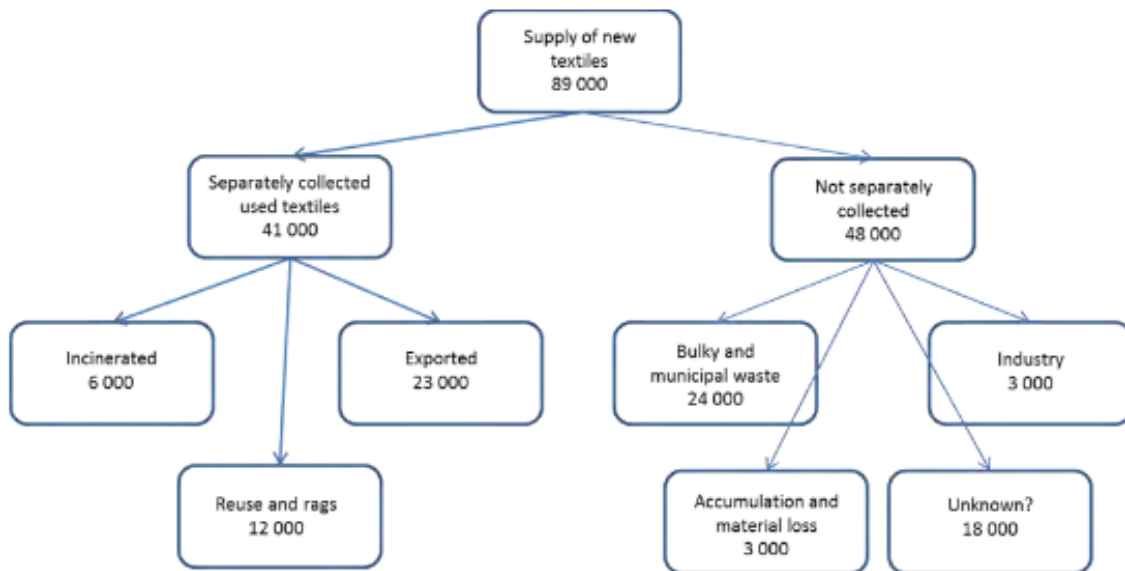 Supply of new
textiles
89 000
Separately collected
used textiles
41 000
Not separately
collected
48 000
Incinerated
6 000
Exported
23 000
Bulky and
municipal waste
24 000
Industry
3 000
Reuse and rags
12 000
Accumulation and
material loss
3 000
Unknown?
18 000